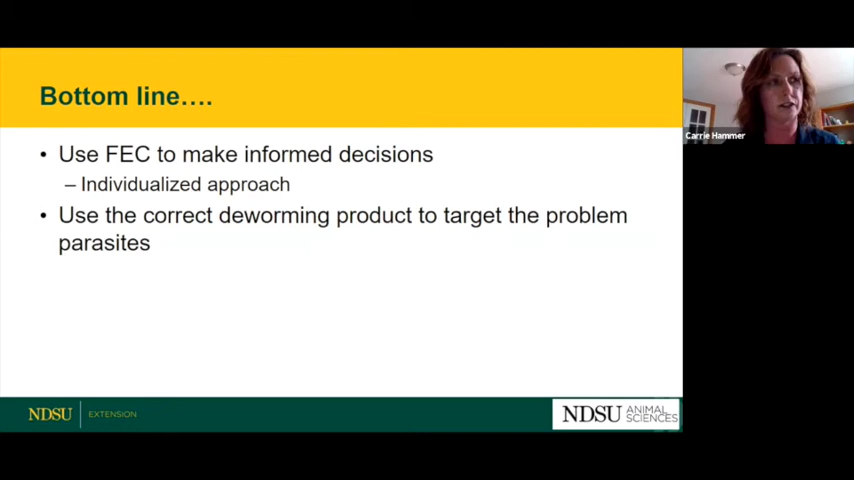 Bottom line....
• Use FEC to make informed decisions
– Individualized approach
• Use the correct deworming product to target the problem
parasites
Carrie Hammer
NDSU EXTENSION
NDSU ANIMAL
SCIENCES